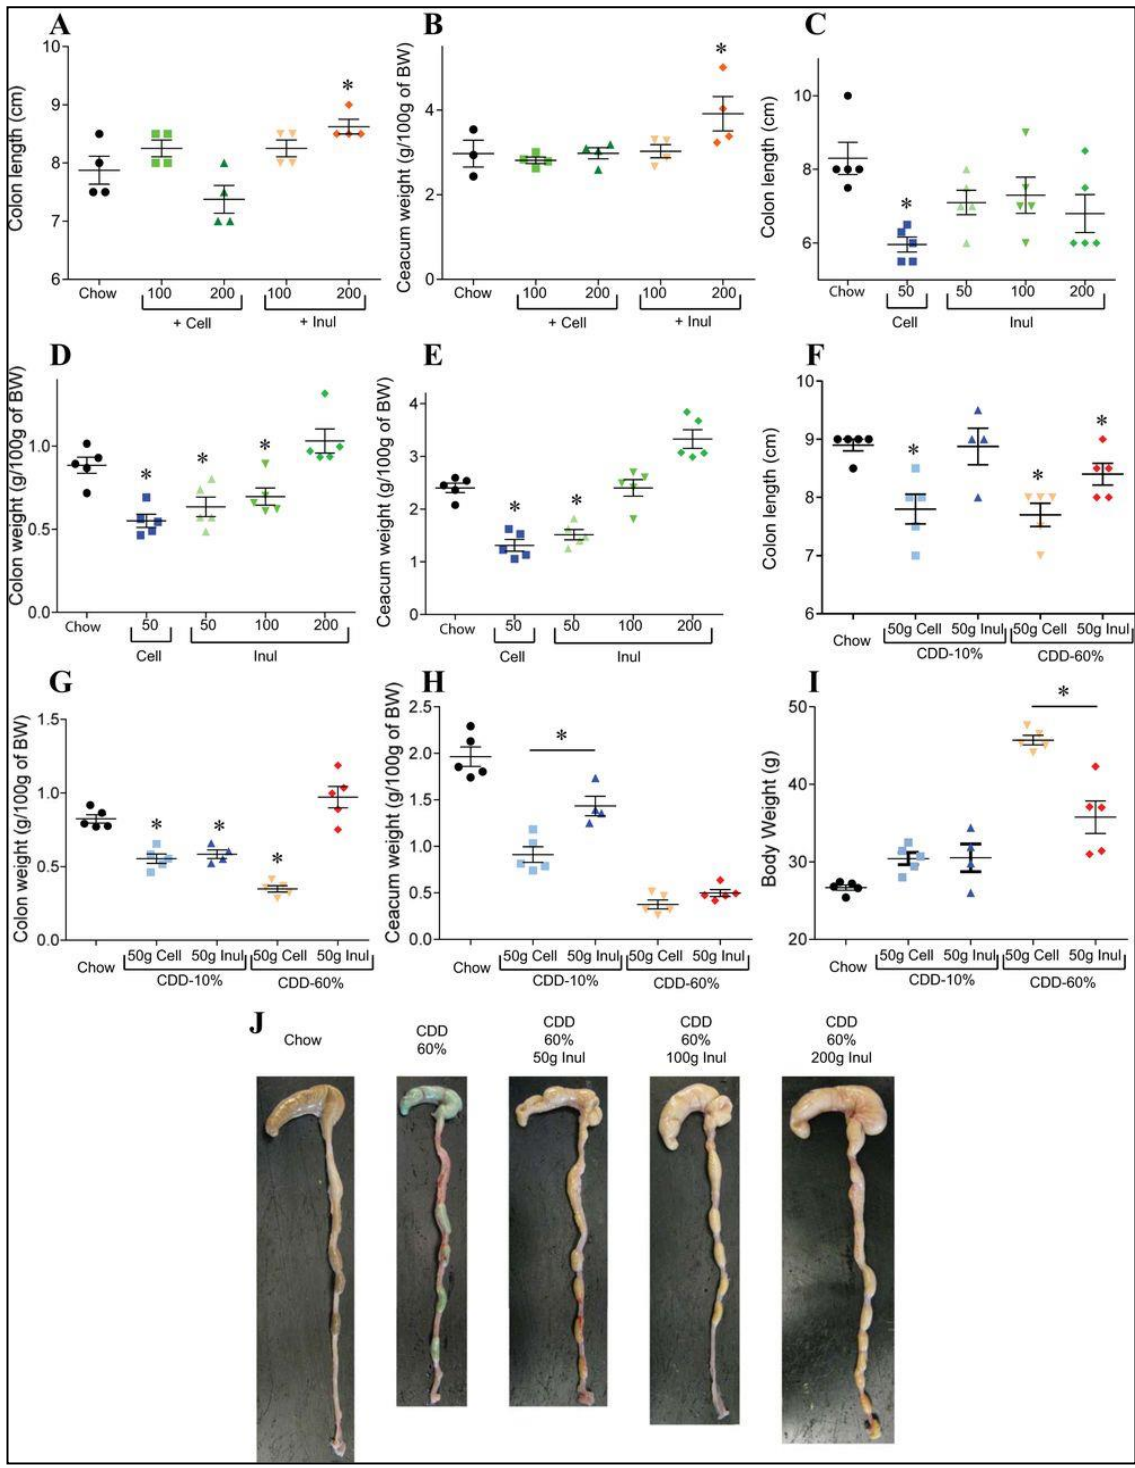 A
Colon length (cm)
10
9
8
7
6
*
Chow
100
200
100
200
+ Cell
+ Inul
B
Ceacum weight (g/100g of BW)
4
2
0
*
Chow
100
200
100
200
+ Cell
+ Inul
C
Colon length (cm)
10
8
6
*
Chow
50
50
100
200
Cell
Inul
D
Colon weight (g/100g of BW)
1.0
0.5
0.0
*
*
*
Chow
50
50
100
200
Cell
Inul
E
Ceacum weight (g/100g of BW)
4
3
2
1
0
*
*
Chow
50
50
100
200
Cell
Inul
F
Colon length (cm)
10
9
8
7
6
*
*
*
Chow
50g Cell
50g Inul
50g Cell
50g Inul
CDD-10%
CDD-60%
G
Colon weight (g/100g of BW)
1.5
1.0
0.5
0.0
*
*
*
Chow
50g Cell
50g Inul
50g Cell
50g Inul
CDD-10%
CDD-60%
H
Ceacum weight (g/100g of BW)
2.5
2.0
1.5
1.0
0.5
0.0
*
Chow
50g Cell
50g Inul
50g Cell
50g Inul
CDD-10%
CDD-60%
I
Body Weight (g)
50
40
30
20
*
Chow
50g Cell
50g Inul
50g Cell
50g Inul
CDD-10%
CDD-60%
J
Chow
CDD
60%
CDD
60%
50g Inul
CDD
60%
100g Inul
CDD
60%
200g Inul